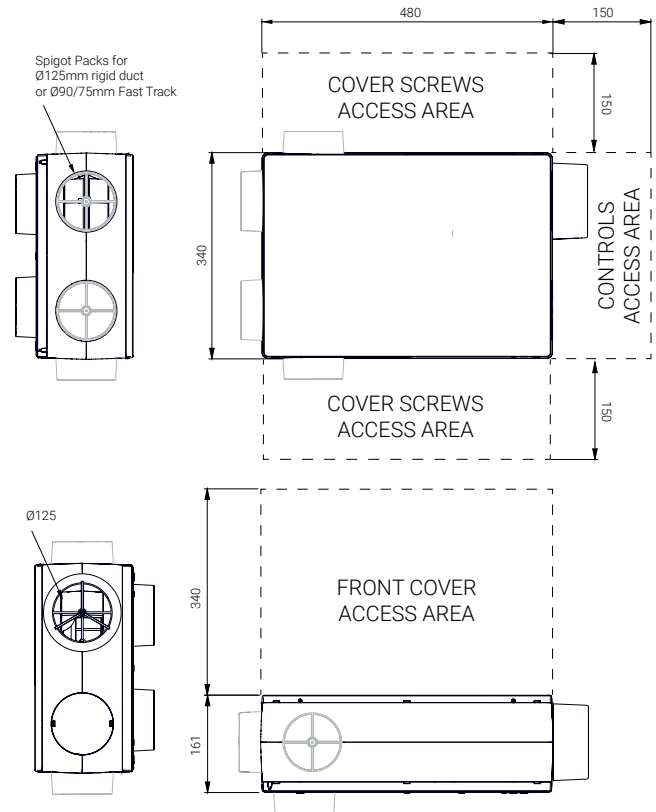 480
150
Spigot Packs for
Ø125mm rigid duct
or Ø90/75mm Fast Track
COVER SCREWS
ACCESS AREA
150
340
CONTROLS
ACCESS AREA
COVER SCREWS
ACCESS AREA
150
Ø125
340
FRONT COVER
ACCESS AREA
161